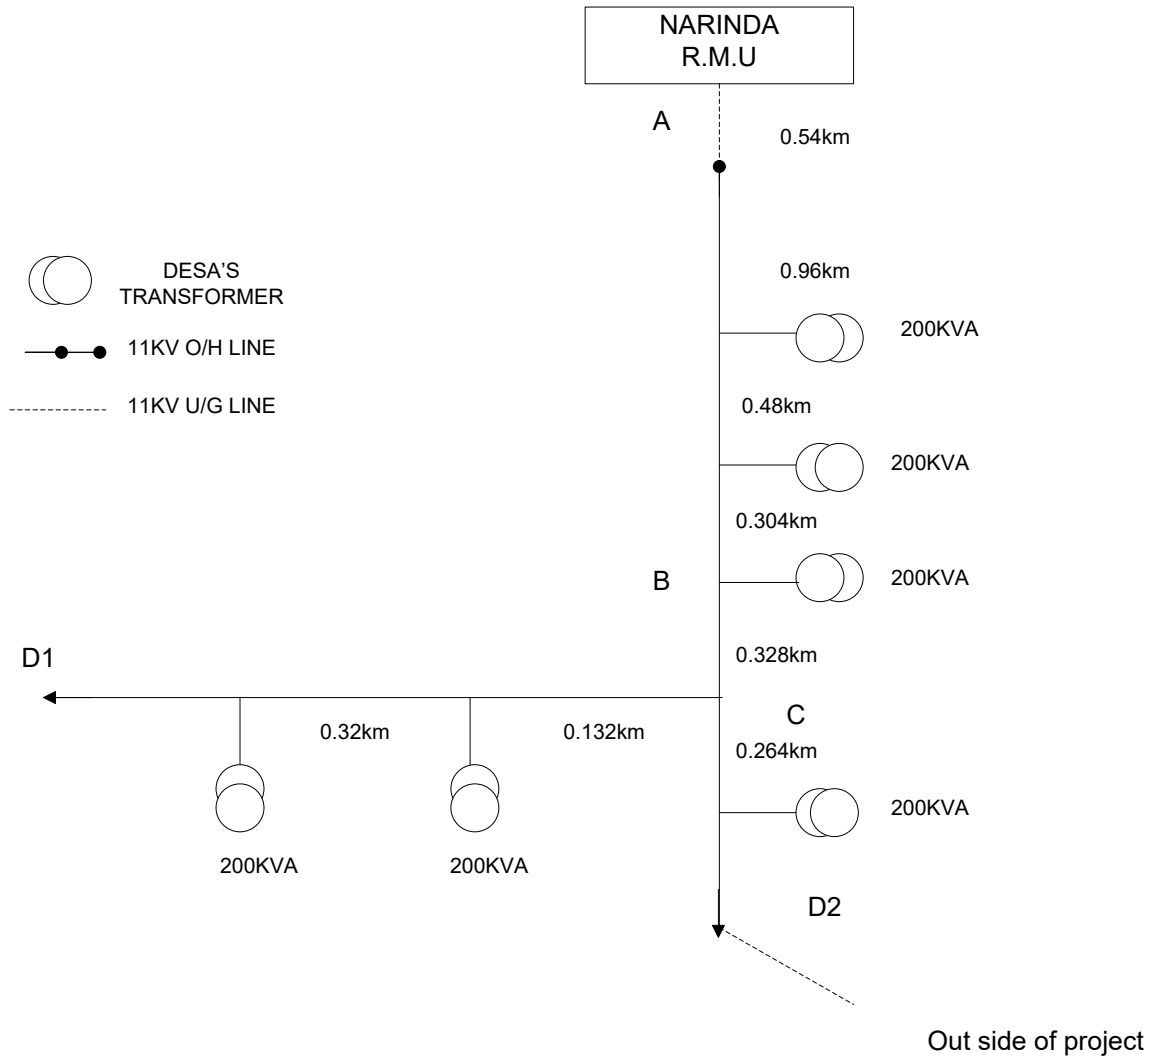 NARINDA
R.M.U
A
0.54km
0.96km
DESA'S
TRANSFORMER
200KVA
11KV O/H LINE
11KV U/G LINE
0.48km
200KVA
0.304km
B
200KVA
D1
0.328km
0.32km
0.132km
C
0.264km
200KVA
200KVA
200KVA
D2
Out side of project